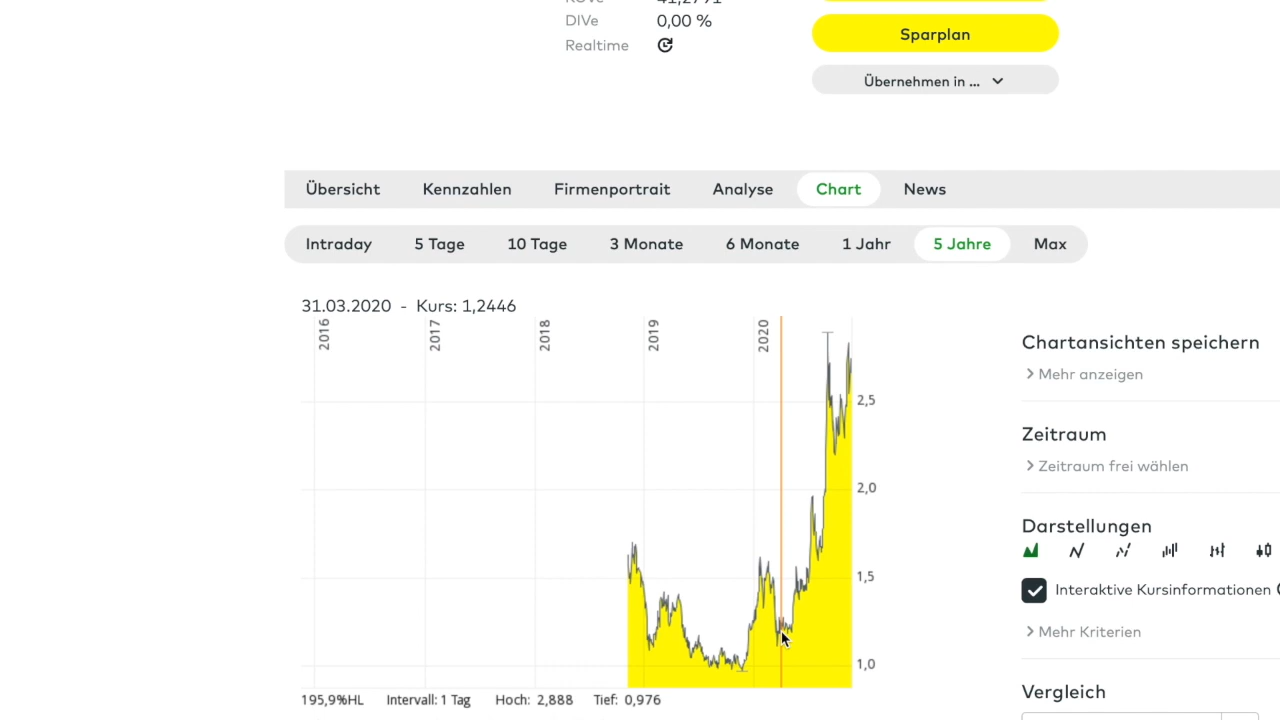 DIVe 0,00 %
Realtime
Sparplan
Übernehmen in ...
Übersicht Kennzahlen Firmenportrait Analyse Chart News
Intraday 5 Tage 10 Tage 3 Monate 6 Monate 1 Jahr 5 Jahre Max
31.03.2020 - Kurs: 1,2446
2016 2017 2018 2019 2020
2,5
2,0
1,5
1,0
195,9%HL Intervall: 1 Tag Hoch: 2,888 Tief: 0,976
Chartansichten speichern
Mehr anzeigen
Zeitraum
Zeitraum frei wählen
Darstellungen
Interaktive Kursinformationen
Mehr Kriterien
Vergleich